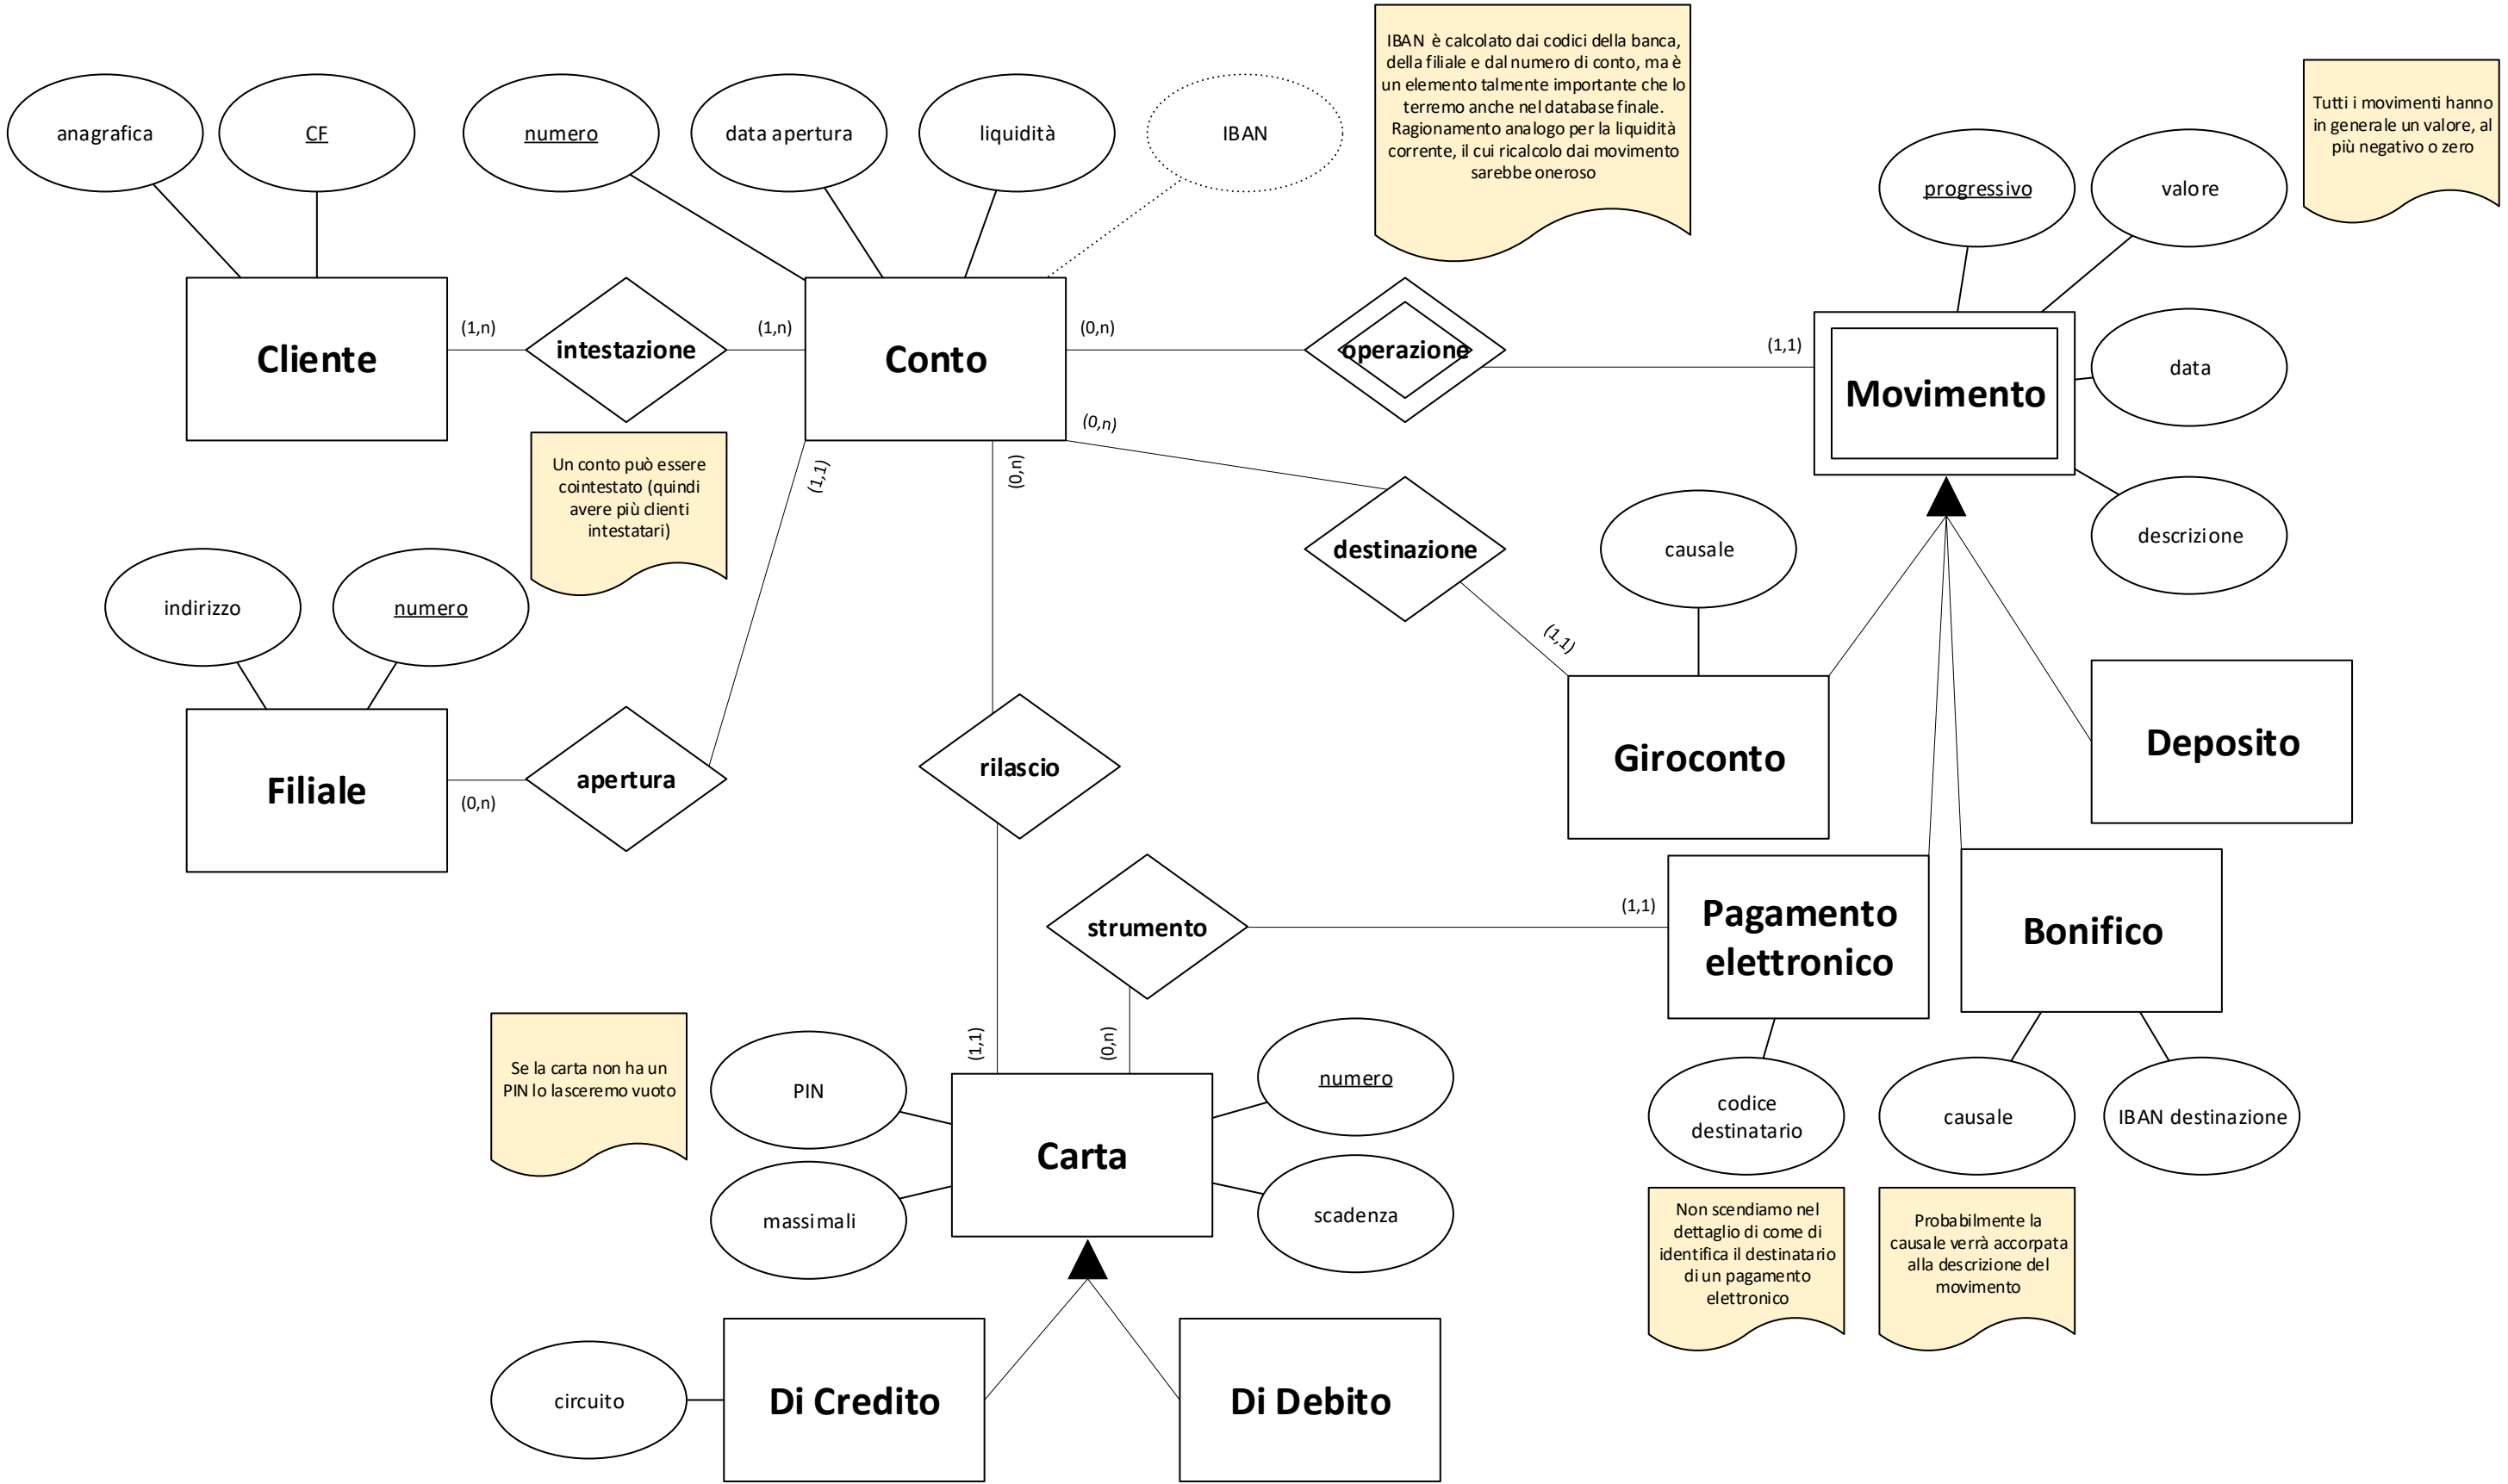 IBAN è calcolato dai codici della banca,
della filiale e dal numero di conto, ma è
un elemento talmente importante che lo
terremo anche nel database finale.
Ragionamento analogo per la liquidità
corrente, il cui ricalcolo dai movimento
sarebbe oneroso
Tutti i movimenti hanno
in generale un valore, al
più negativo o zero
anagrafica
CF
numero
data apertura
liquidità
IBAN
progressivo
valore
Cliente
(1,n)
intestazione
(1,n)
Conto
(0,n)
operazione
(1,1)
Movimento
data
descrizione
(0,n)
(1,1)
(0,n)
Un conto può essere
cointestato (quindi
avere più clienti
intestatari)
destinazione
causale
(1,1)
indirizzo
numero
Filiale
(0,n)
apertura
rilascio
Giroconto
Deposito
strumento
(1,1)
Pagamento
elettronico
Bonifico
(1,1)
(0,n)
Se la carta non ha un
PIN lo lasceremo vuoto
PIN
numero
Carta
massimali
scadenza
codice
destinatario
causale
IBAN destinazione
Non scendiamo nel
dettaglio di come di
identifica il destinatario
di un pagamento
elettronico
Probabilmente la
causale verrà accorpata
alla descrizione del
movimento
circuito
Di Credito
Di Debito